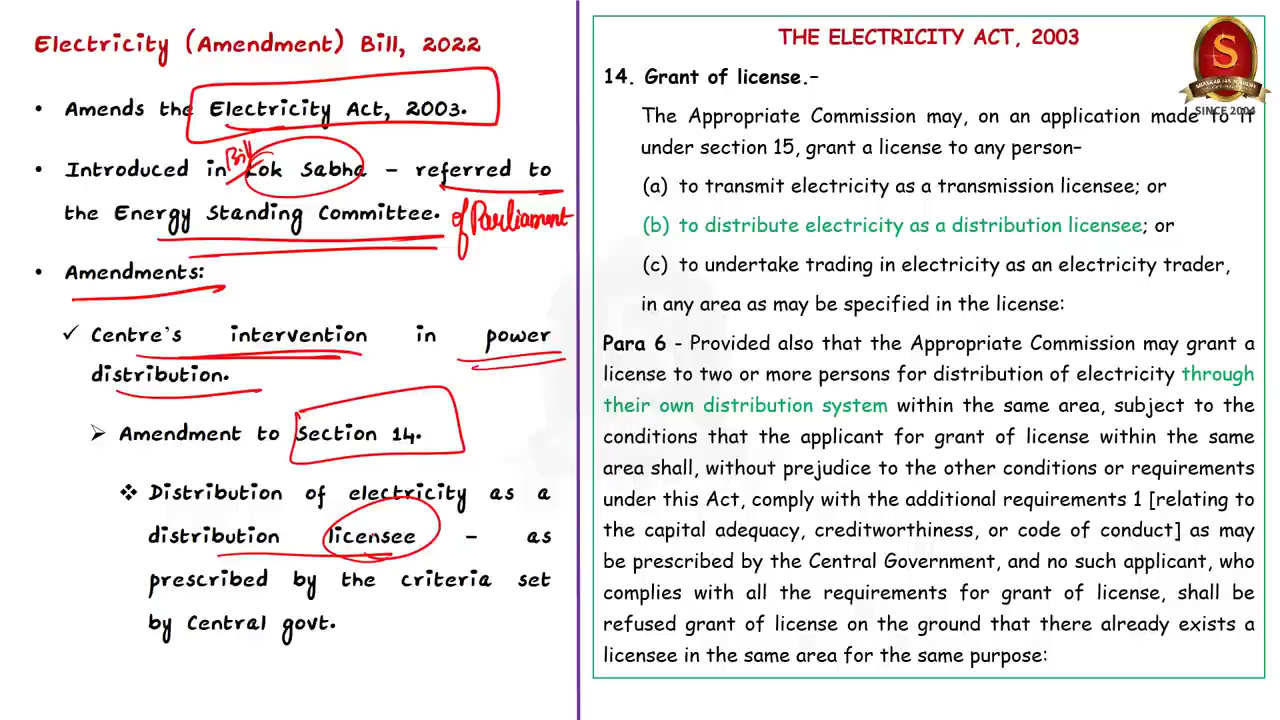 Electricity (Amendment) Bill, 2022
• Amends the Electricity Act, 2003.
Bill
• Introduced in Lok Sabha - referred to
the Energy Standing Committee.
of Parliament
• Amendments:
✓ Centre's intervention in power
distribution.
➤ Amendment to Section 14.
❖ Distribution of electricity as a
distribution licensee - as
prescribed by the criteria set
by Central govt.
THE ELECTRICITY ACT, 2003
14. Grant of license.-
The Appropriate Commission may, on an application made to it
under section 15, grant a license to any person-
(a) to transmit electricity as a transmission licensee; or
(b) to distribute electricity as a distribution licensee; or
(c) to undertake trading in electricity as an electricity trader,
in any area as may be specified in the license:
Para 6 - Provided also that the Appropriate Commission may grant a
license to two or more persons for distribution of electricity through
their own distribution system within the same area, subject to the
conditions that the applicant for grant of license within the same
area shall, without prejudice to the other conditions or requirements
under this Act, comply with the additional requirements 1 [relating to
the capital adequacy, creditworthiness, or code of conduct] as may
be prescribed by the Central Government, and no such applicant, who
complies with all the requirements for grant of license, shall be
refused grant of license on the ground that there already exists a
licensee in the same area for the same purpose:
S
SHANKAR IAS ACADEMY
SINCE 2004